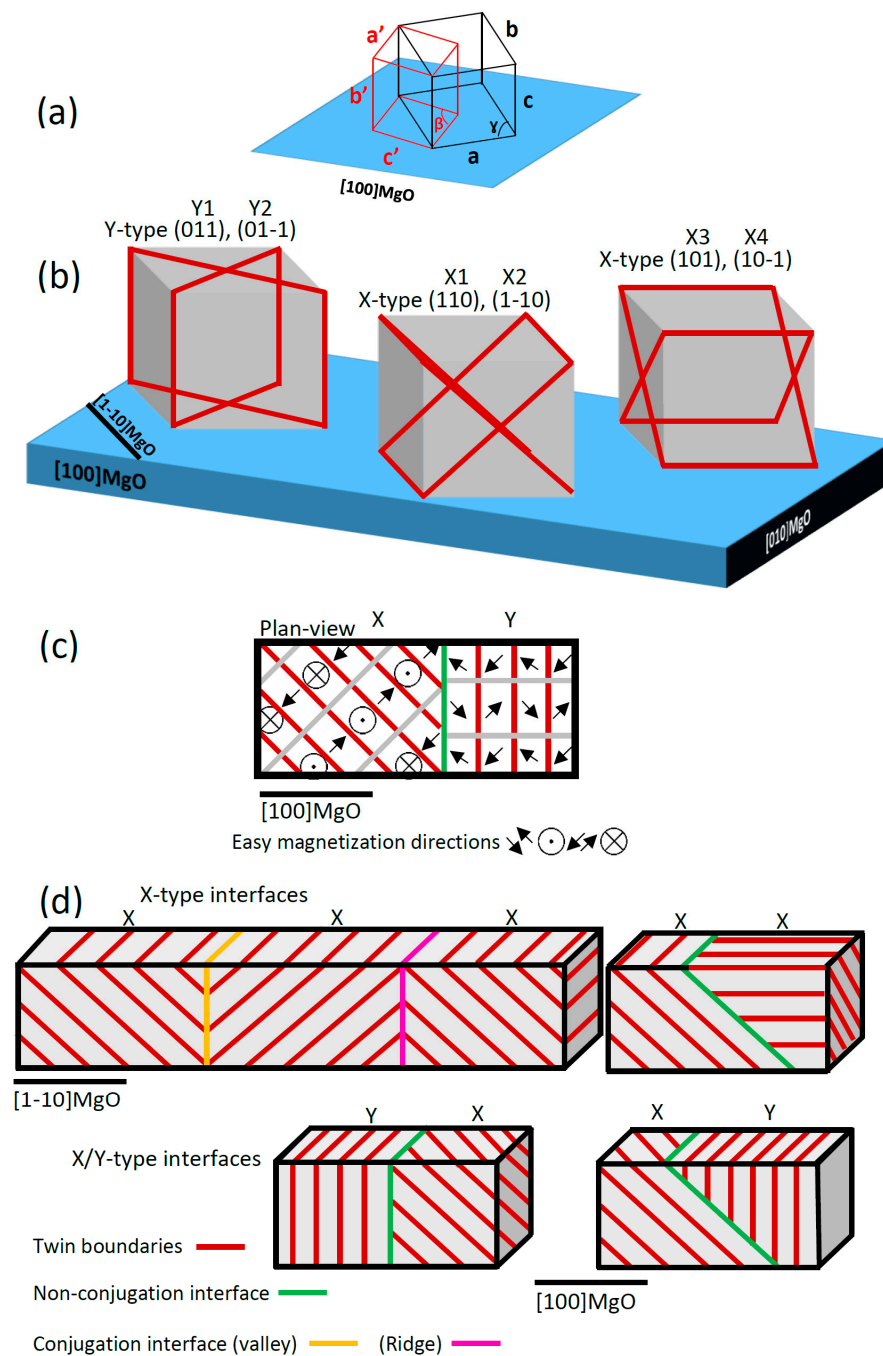 (a)
a’
b
b’
c
β
γ
c’
a
[100]MgO
(b)
Y1 Y2
Y-type (011), (01-1)
X1 X2
X-type (110), (1-10)
X3 X4
X-type (101), (10-1)
[1-10]MgO
[100]MgO
[010]MgO
(c)
Plan-view
X Y
[100]MgO
Easy magnetization directions
(d)
X-type interfaces
X X X
X X
[1-10]MgO
X/Y-type interfaces
Y X
X Y
[100]MgO
Twin boundaries
Non-conjugation interface
Conjugation interface (valley) (Ridge)